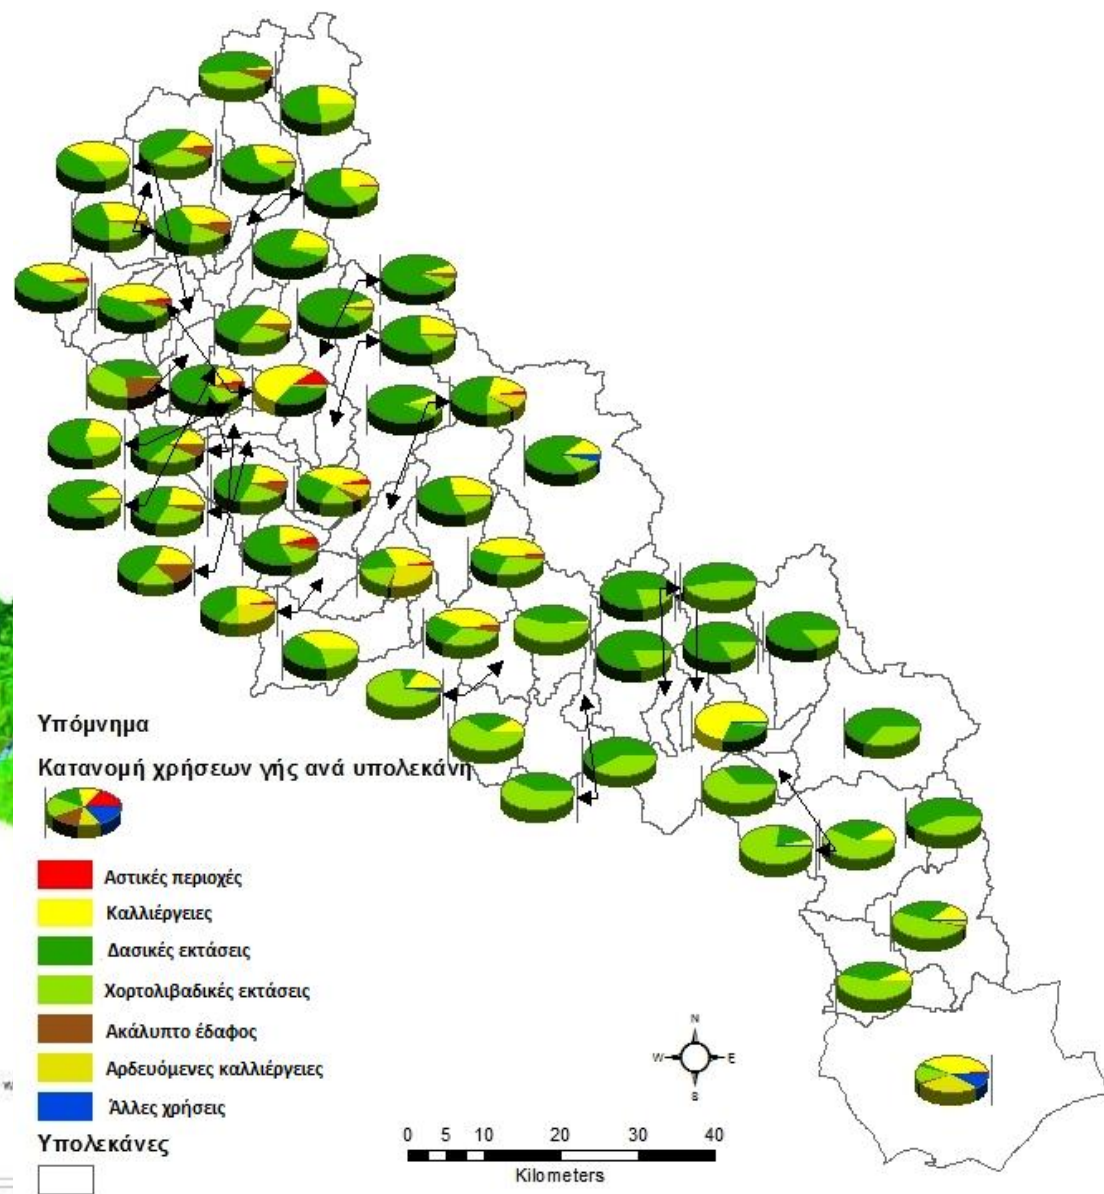 Υπόμνημα
Κατανομή χρήσεων γής ανά υπολεκάνη
Αστικές περιοχές
Καλλιέργειες
Δασικές εκτάσεις
Χορτολιβαδικές εκτάσεις
Ακάλυπτο έδαφος
Αρδευόμενες καλλιέργειες
Άλλες χρήσεις
Υπολεκάνες
N
W E
S
0 5 10 20 30 40
Kilometers